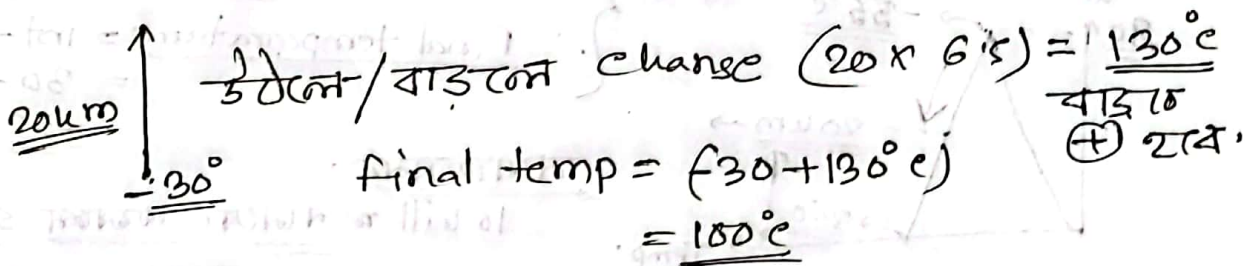 উঠলে/বাড়লে change (20 x 6.5) = 130°c
20km
বাড়লে
⊕ হবে.
-30° final temp = (-30+130°c)
= 100°c